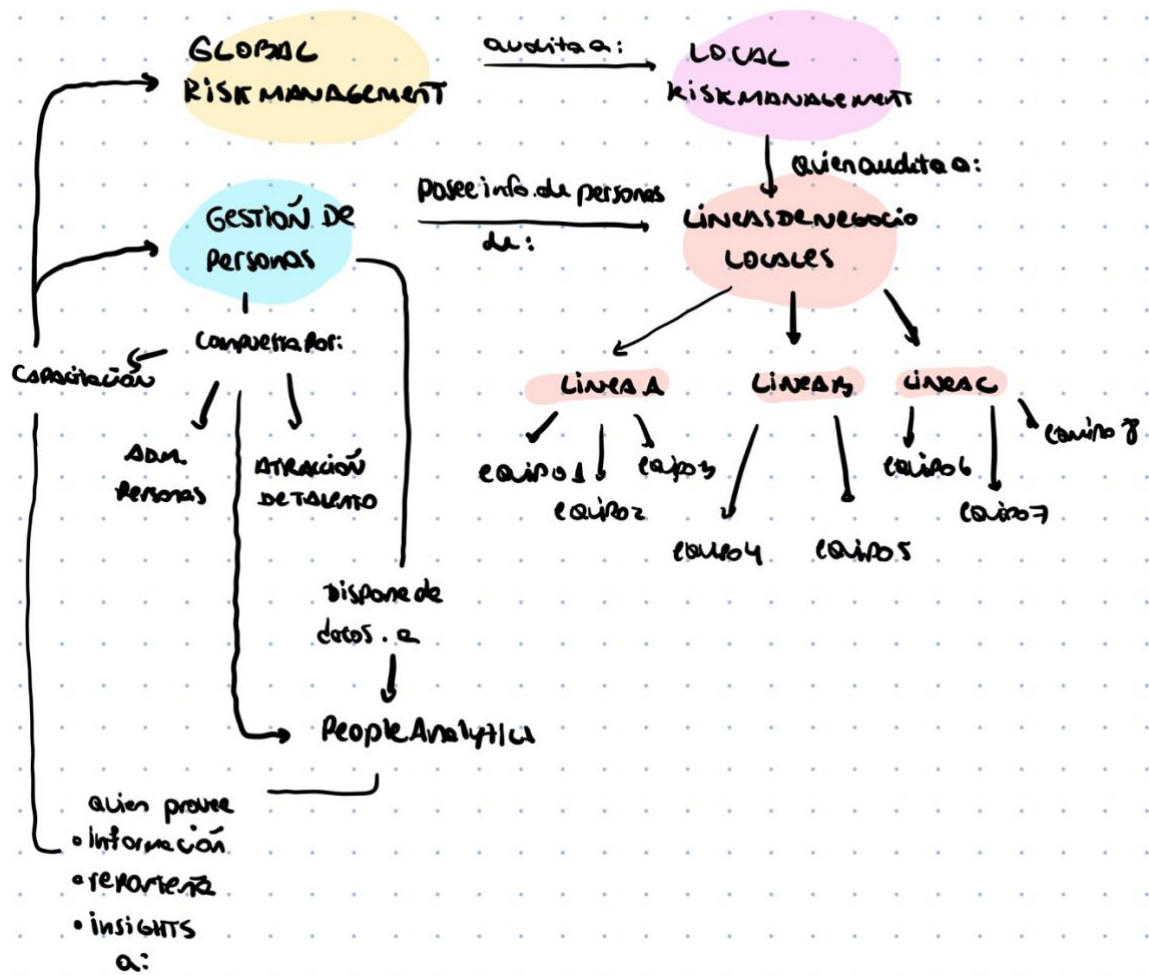 GLOBAL
RISK MANAGEMENT
audita a:
LOCAL
RISK MANAGEMENT
quien audita a:
GESTIÓN DE
Personas
Posee info. de personas
de:
LINEAS DE NEGOCIO
LOCALES
Compuesta por:
CAPACITACIÓN
ADM.
Personas
ATRACCIÓN
DE TALENTO
LINEA A
LINEA B
LINEA C
equipo 1
equipo 2
equipo 3
equipo 4
equipo 5
equipo 6
equipo 7
equipo 8
Dispone de
datos. a
People Analytics
quien provee
• información
• reportería
• insights
a: